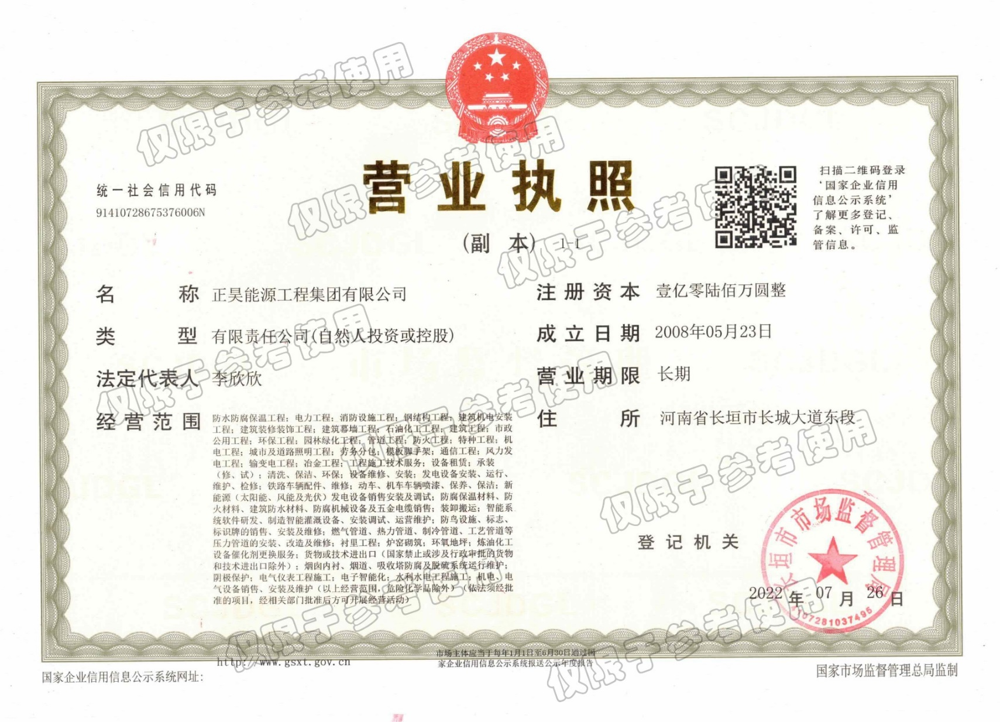 营业执照
(副 本) 1-1
统一社会信用代码
91410728675376006N
扫描二维码登录
‘国家企业信用
信息公示系统’
了解更多登记、
备案、许可、监
管信息。
名 称 正昊能源工程集团有限公司
类 型 有限责任公司(自然人投资或控股)
法定代表人 李欣欣
经营范围 防水防腐保温工程；电力工程；消防设施工程；钢结构工程；建筑机电安装
工程；建筑装修装饰工程；建筑幕墙工程；石油化工工程；建筑工程；市政
公用工程；环保工程；园林绿化工程；管道工程；防火工程；特种工程；机
电工程；城市及道路照明工程；劳务分包；模板脚手架；通信工程；风力发
电工程；输变电工程；冶金工程；工程施工技术服务；设备租赁；承装
（修、试）；清洗、保洁、环保；设备维修、安装；发电设备安装、运行、
维护、检修；铁路车辆配件、维修；动车、机车车辆喷漆、保养、保洁；新
能源（太阳能、风能及光伏）发电设备销售安装及调试；防腐保温材料、防
火材料、建筑防水材料、防腐机械设备及五金电缆销售；装卸搬运；智能系
统软件研发、制造智能灌溉设备、安装调试、运营维护；防鸟设施、标志、
标识牌的销售、安装及维修；燃气管道、热力管道、制冷管道、工艺管道等
压力管道的安装、改造及维修；衬里工程；炉窑砌筑；环氧地坪；炼油化工
设备催化剂更换服务；货物或技术进出口（国家禁止或涉及行政审批的货物
和技术进出口除外）；烟囱内衬、烟道、吸收塔防腐及脱硫系统运行维护；
阴极保护；电气仪表工程施工；电子智能化；水利水电工程施工；机电、电
气设备销售、安装及维护（以上经营范围，危险化学品除外）（依法须经批
准的项目，经相关部门批准后方可开展经营活动）
注册资本 壹亿零陆佰万圆整
成立日期 2008年05月23日
营业期限 长期
住 所 河南省长垣市长城大道东段
登记机关
长垣市市场监督管理局
4107281037495
2022 年 07 月 26 日
http://www.gsxt.gov.cn
国家企业信用信息公示系统网址:
市场主体应当于每年1月1日至6月30日通过国
家企业信用信息公示系统报送公示年度报告
国家市场监督管理总局监制
仅限于参考使用
仅限于参考使用
仅限于参考使用
仅限于参考使用
仅限于参考使用
仅限于参考使用
仅限于参考使用
仅限于参考使用